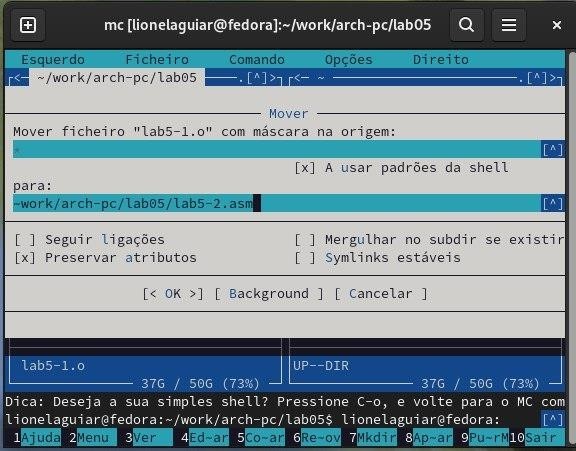 mc [lionelaguiar@fedora]:~/work/arch-pc/lab05
Esquerdo Ficheiro Comando Opções Direito
<─ ~/work/arch-pc/lab05 .[^]> <─ ~ .[^]>
Mover
Mover ficheiro "lab5-1.o" com máscara na origem:
* [^]
[x] A usar padrões da shell
para:
~work/arch-pc/lab05/lab5-2.asm [^]
[ ] Seguir ligações [ ] Mergulhar no subdir se existir
[x] Preservar atributos [ ] Symlinks estáveis
[< OK >] [ Background ] [ Cancelar ]
lab5-1.o UP--DIR
37G / 50G (73%) 37G / 50G (73%)
Dica: Deseja a sua simples shell? Pressione C-o, e volte para o MC com
lionelaguiar@fedora:~/work/arch-pc/lab05$ lionelaguiar@fedora: [^]
1Ajuda 2Menu 3Ver 4Ed~ar 5Co~ar 6Re~ov 7Mkdir 8Ap~ar 9Pu~rM 10Sair